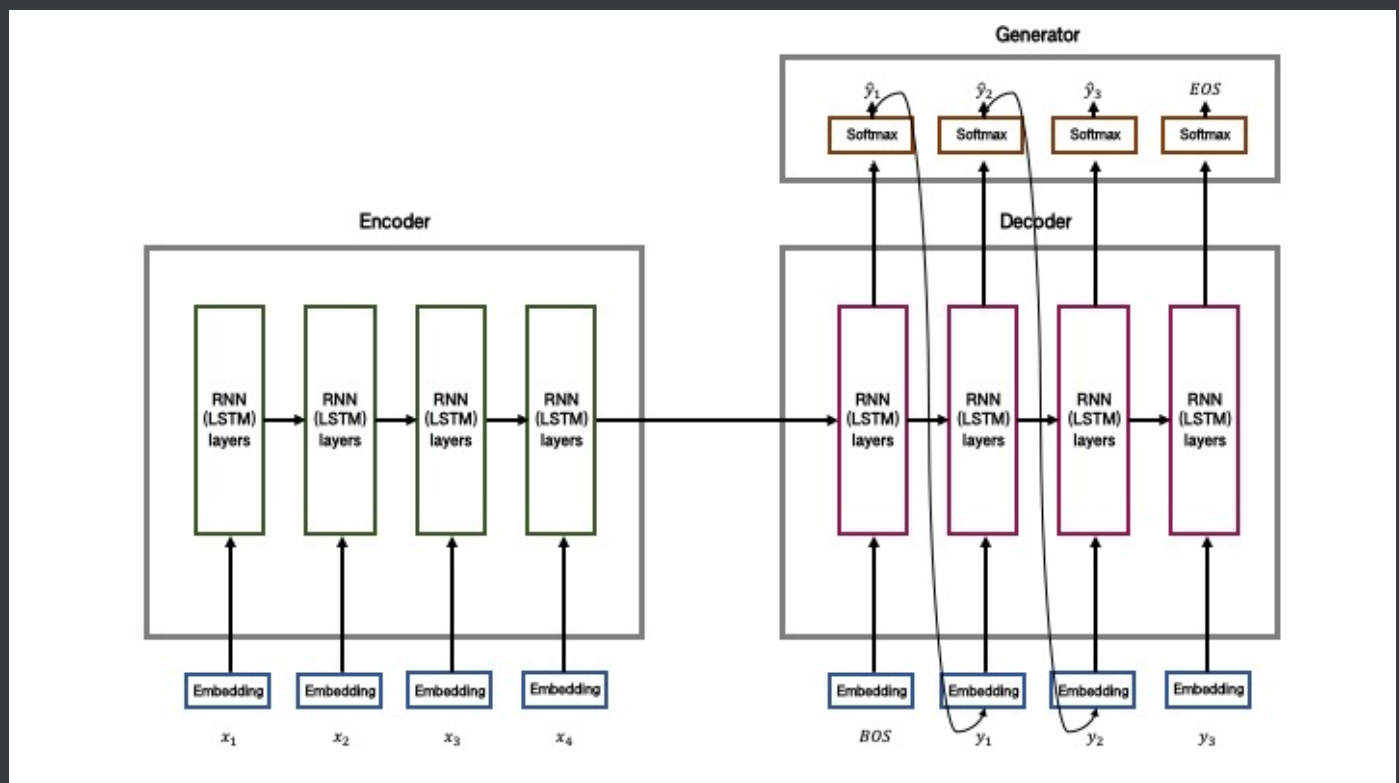 Generator
ŷ₁ ŷ₂ ŷ₃ EOS
Softmax Softmax Softmax Softmax
Encoder Decoder
RNN RNN RNN RNN RNN RNN RNN RNN
(LSTM) (LSTM) (LSTM) (LSTM) (LSTM) (LSTM) (LSTM) (LSTM)
layers layers layers layers layers layers layers layers
Embedding Embedding Embedding Embedding Embedding Embedding Embedding Embedding
x₁ x₂ x₃ x₄ BOS y₁ y₂ y₃